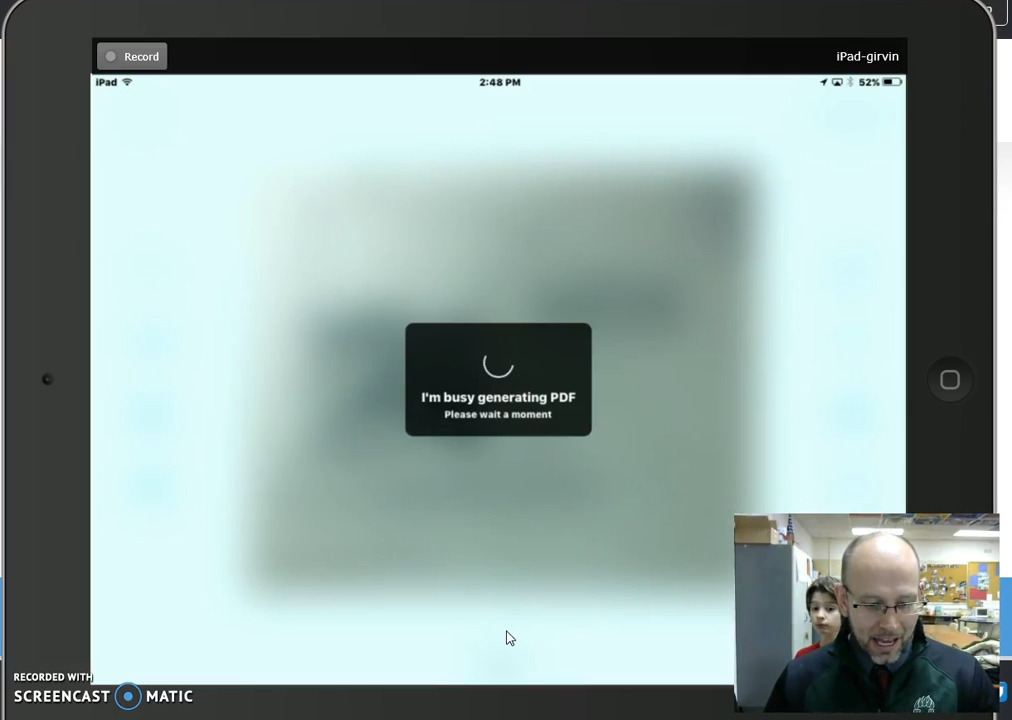 Record
iPad-girvin
iPad
2:48 PM
52%
I'm busy generating PDF
Please wait a moment
RECORDED WITH
SCREENCAST MATIC